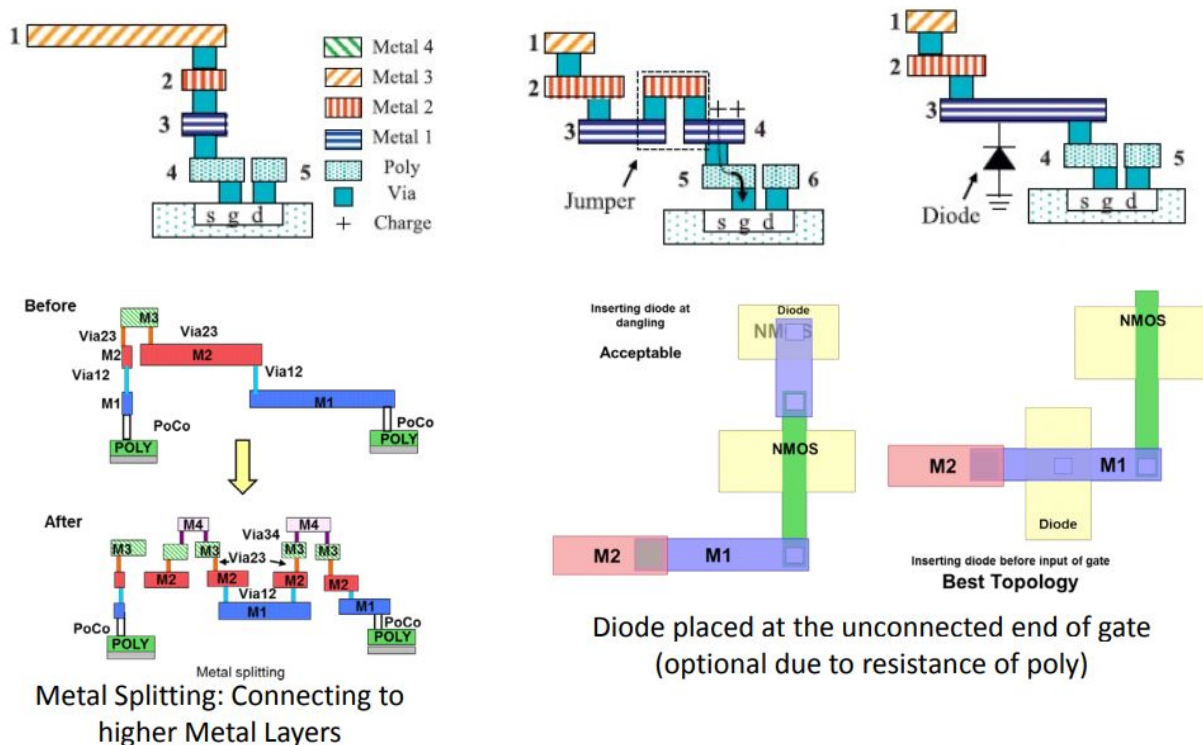 1
2
3
4
5
s g d
Metal 4
Metal 3
Metal 2
Metal 1
Poly
Via
+ Charge
1
2
3
+ +
4
5
6
Jumper
s g d
1
2
3
4
5
Diode
s g d
Before
M3
Via23
Via23
M2
M2
Via12
Via12
M1
M1
PoCo
PoCo
POLY
POLY
After
M4
M4
Via34
M3
M3
Via23
M3
M3
M2
M2
M2
M2
Via12
M1
M1
PoCo
PoCo
POLY
POLY
Metal splitting
Metal Splitting: Connecting to
higher Metal Layers
Inserting diode at
dangling
Acceptable
Diode
NMOS
NMOS
M2
M1
NMOS
M2
M1
Diode
Inserting diode before input of gate
Best Topology
Diode placed at the unconnected end of gate
(optional due to resistance of poly)